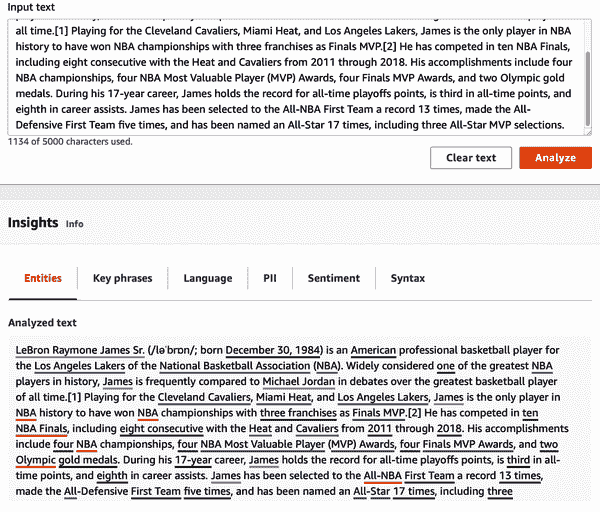 Input text
all time.[1] Playing for the Cleveland Cavaliers, Miami Heat, and Los Angeles Lakers, James is the only player in NBA
history to have won NBA championships with three franchises as Finals MVP.[2] He has competed in ten NBA Finals,
including eight consecutive with the Heat and Cavaliers from 2011 through 2018. His accomplishments include four
NBA championships, four NBA Most Valuable Player (MVP) Awards, four Finals MVP Awards, and two Olympic gold
medals. During his 17-year career, James holds the record for all-time playoffs points, is third in all-time points, and
eighth in career assists. James has been selected to the All-NBA First Team a record 13 times, made the All-
Defensive First Team five times, and has been named an All-Star 17 times, including three All-Star MVP selections.
1134 of 5000 characters used.
Clear text
Analyze
Insights Info
Entities
Key phrases
Language
PII
Sentiment
Syntax
Analyzed text
LeBron Raymone James Sr. (/ləˈbrɒn/; born December 30, 1984) is an American professional basketball player for
the Los Angeles Lakers of the National Basketball Association (NBA). Widely considered one of the greatest NBA
players in history, James is frequently compared to Michael Jordan in debates over the greatest basketball player
of all time.[1] Playing for the Cleveland Cavaliers, Miami Heat, and Los Angeles Lakers, James is the only player in
NBA history to have won NBA championships with three franchises as Finals MVP.[2] He has competed in ten
NBA Finals, including eight consecutive with the Heat and Cavaliers from 2011 through 2018. His accomplishments
include four NBA championships, four NBA Most Valuable Player (MVP) Awards, four Finals MVP Awards, and two
Olympic gold medals. During his 17-year career, James holds the record for all-time playoffs points, is third in all-
time points, and eighth in career assists. James has been selected to the All-NBA First Team a record 13 times,
made the All-Defensive First Team five times, and has been named an All-Star 17 times, including three